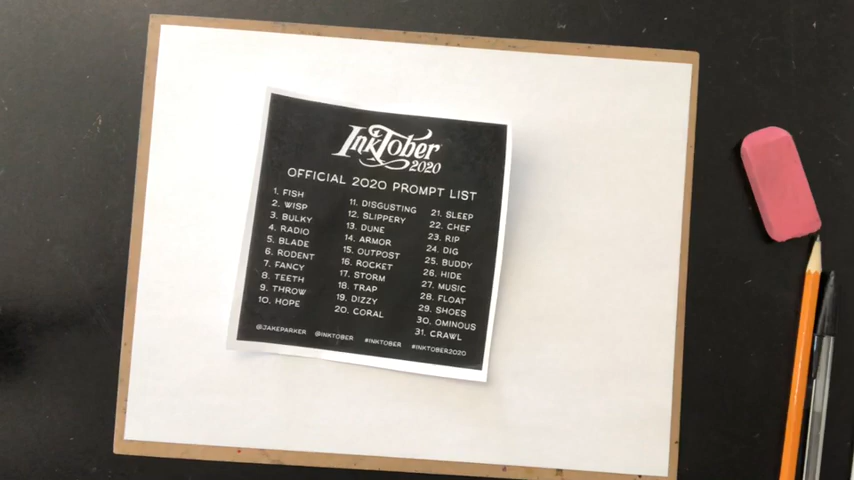 InkTober
2020
OFFICIAL 2020 PROMPT LIST
1. FISH
2. WISP
3. BULKY
4. RADIO
5. BLADE
6. RODENT
7. FANCY
8. TEETH
9. THROW
10. HOPE
11. DISGUSTING
12. SLIPPERY
13. DUNE
14. ARMOR
15. OUTPOST
16. ROCKET
17. STORM
18. TRAP
19. DIZZY
20. CORAL
21. SLEEP
22. CHEF
23. RIP
24. DIG
25. BUDDY
26. HIDE
27. MUSIC
28. FLOAT
29. SHOES
30. OMINOUS
31. CRAWL
@JAKEPARKER @INKTOBER #INKTOBER #INKTOBER2020